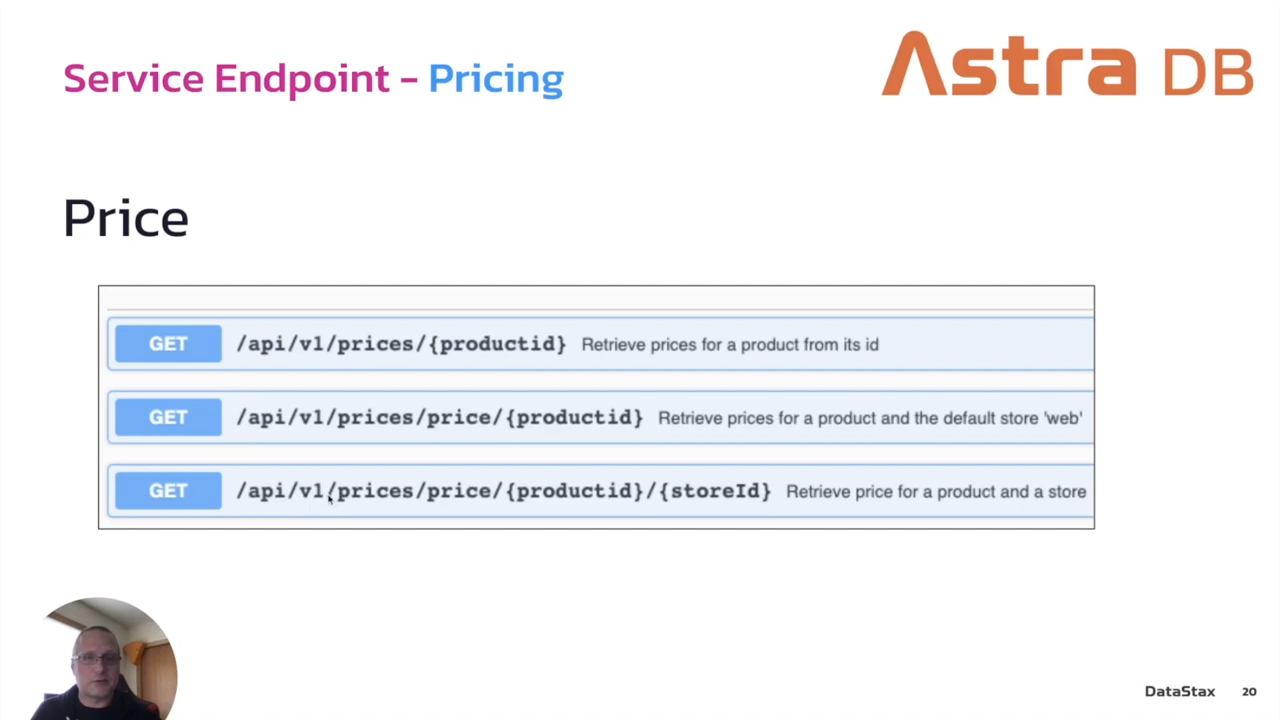 Service Endpoint - Pricing
Astra DB
Price
GET /api/v1/prices/{productid} Retrieve prices for a product from its id
GET /api/v1/prices/price/{productid} Retrieve prices for a product and the default store 'web'
GET /api/v1/prices/price/{productid}/{storeId} Retrieve price for a product and a store
DataStax 20